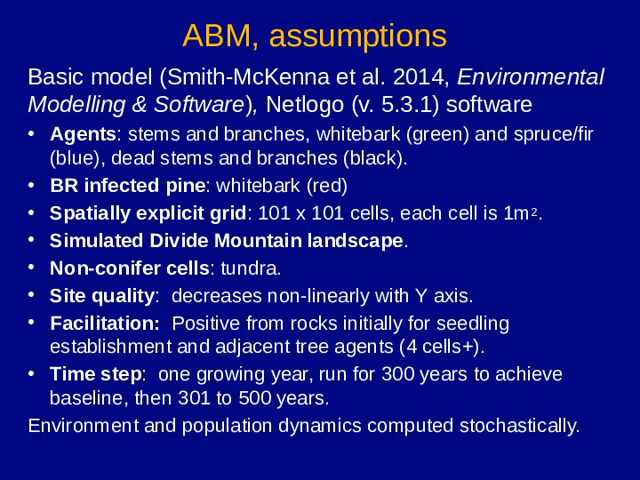 ABM, assumptions
Basic model (Smith-McKenna et al. 2014, Environmental
Modelling & Software), Netlogo (v. 5.3.1) software
• Agents: stems and branches, whitebark (green) and spruce/fir
(blue), dead stems and branches (black).
• BR infected pine: whitebark (red)
• Spatially explicit grid: 101 x 101 cells, each cell is 1m².
• Simulated Divide Mountain landscape.
• Non-conifer cells: tundra.
• Site quality:  decreases non-linearly with Y axis.
• Facilitation:  Positive from rocks initially for seedling
establishment and adjacent tree agents (4 cells+).
• Time step:  one growing year, run for 300 years to achieve
baseline, then 301 to 500 years.
Environment and population dynamics computed stochastically.